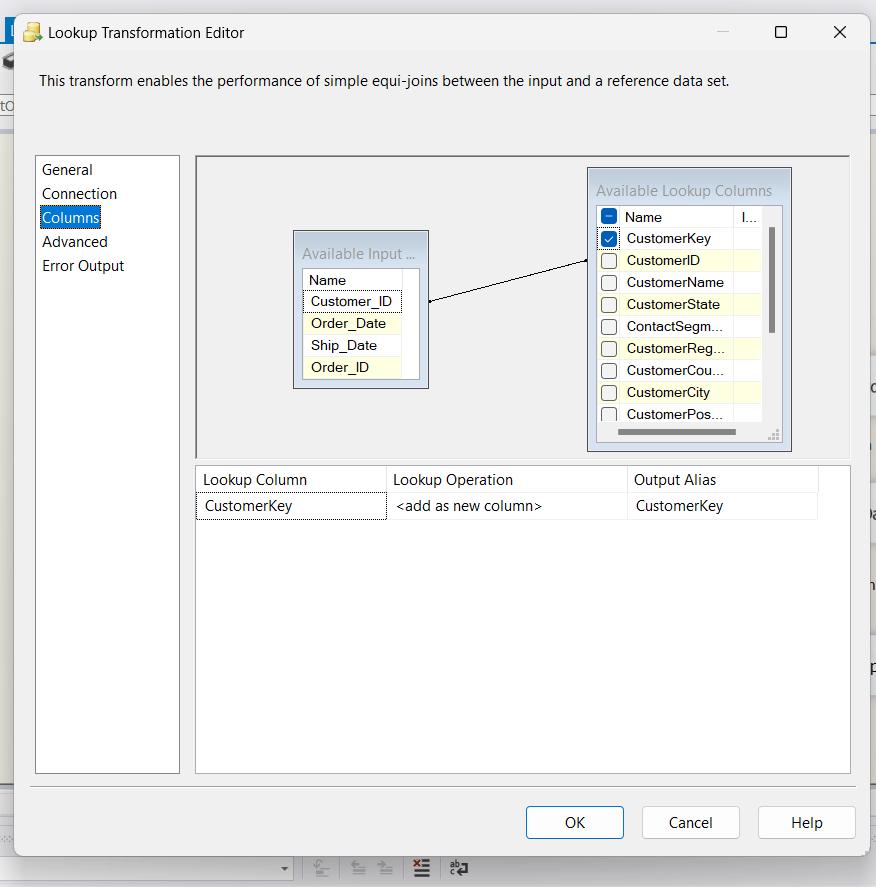 Lookup Transformation Editor
This transform enables the performance of simple equi-joins between the input and a reference data set.
General
Connection
Columns
Advanced
Error Output
Available Input ...
Name
Customer_ID
Order_Date
Ship_Date
Order_ID
Available Lookup Columns
Name I...
CustomerKey
CustomerID
CustomerName
CustomerState
ContactSegm...
CustomerReg...
CustomerCou...
CustomerCity
CustomerPos...
Lookup Column Lookup Operation Output Alias
CustomerKey <add as new column> CustomerKey
OK Cancel Help